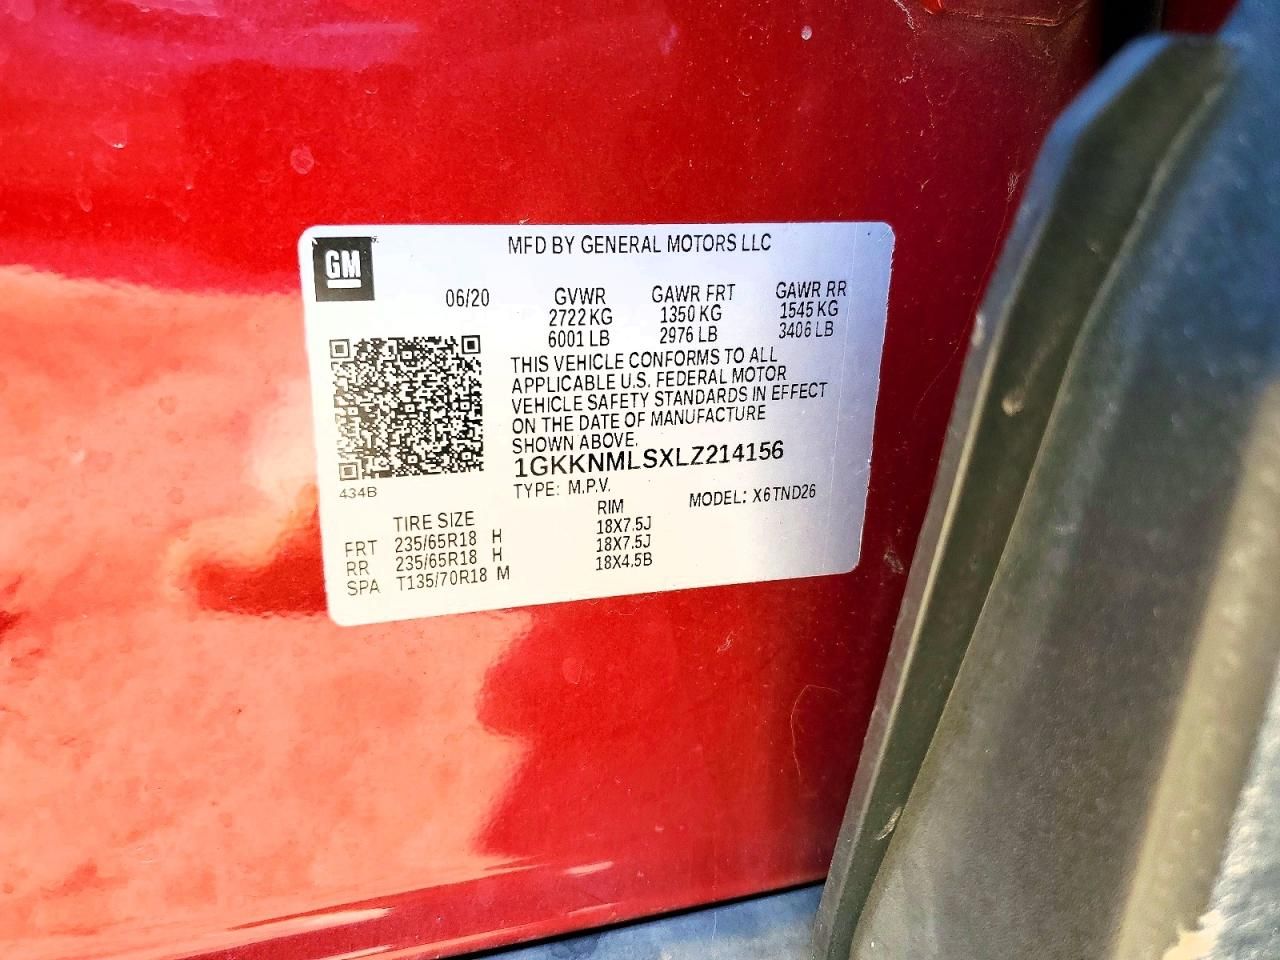 GM
MFD BY GENERAL MOTORS LLC
06/20 GVWR GAWR FRT GAWR RR
2722 KG 1350 KG 1545 KG
6001 LB 2976 LB 3406 LB
THIS VEHICLE CONFORMS TO ALL
APPLICABLE U.S. FEDERAL MOTOR
VEHICLE SAFETY STANDARDS IN EFFECT
ON THE DATE OF MANUFACTURE
SHOWN ABOVE.
1GKKNMLSXLZ214156
434B
TYPE: M.P.V. MODEL: X6TND26
TIRE SIZE RIM
FRT 235/65R18 H 18X7.5J
RR 235/65R18 H 18X7.5J
SPA T135/70R18 M 18X4.5B